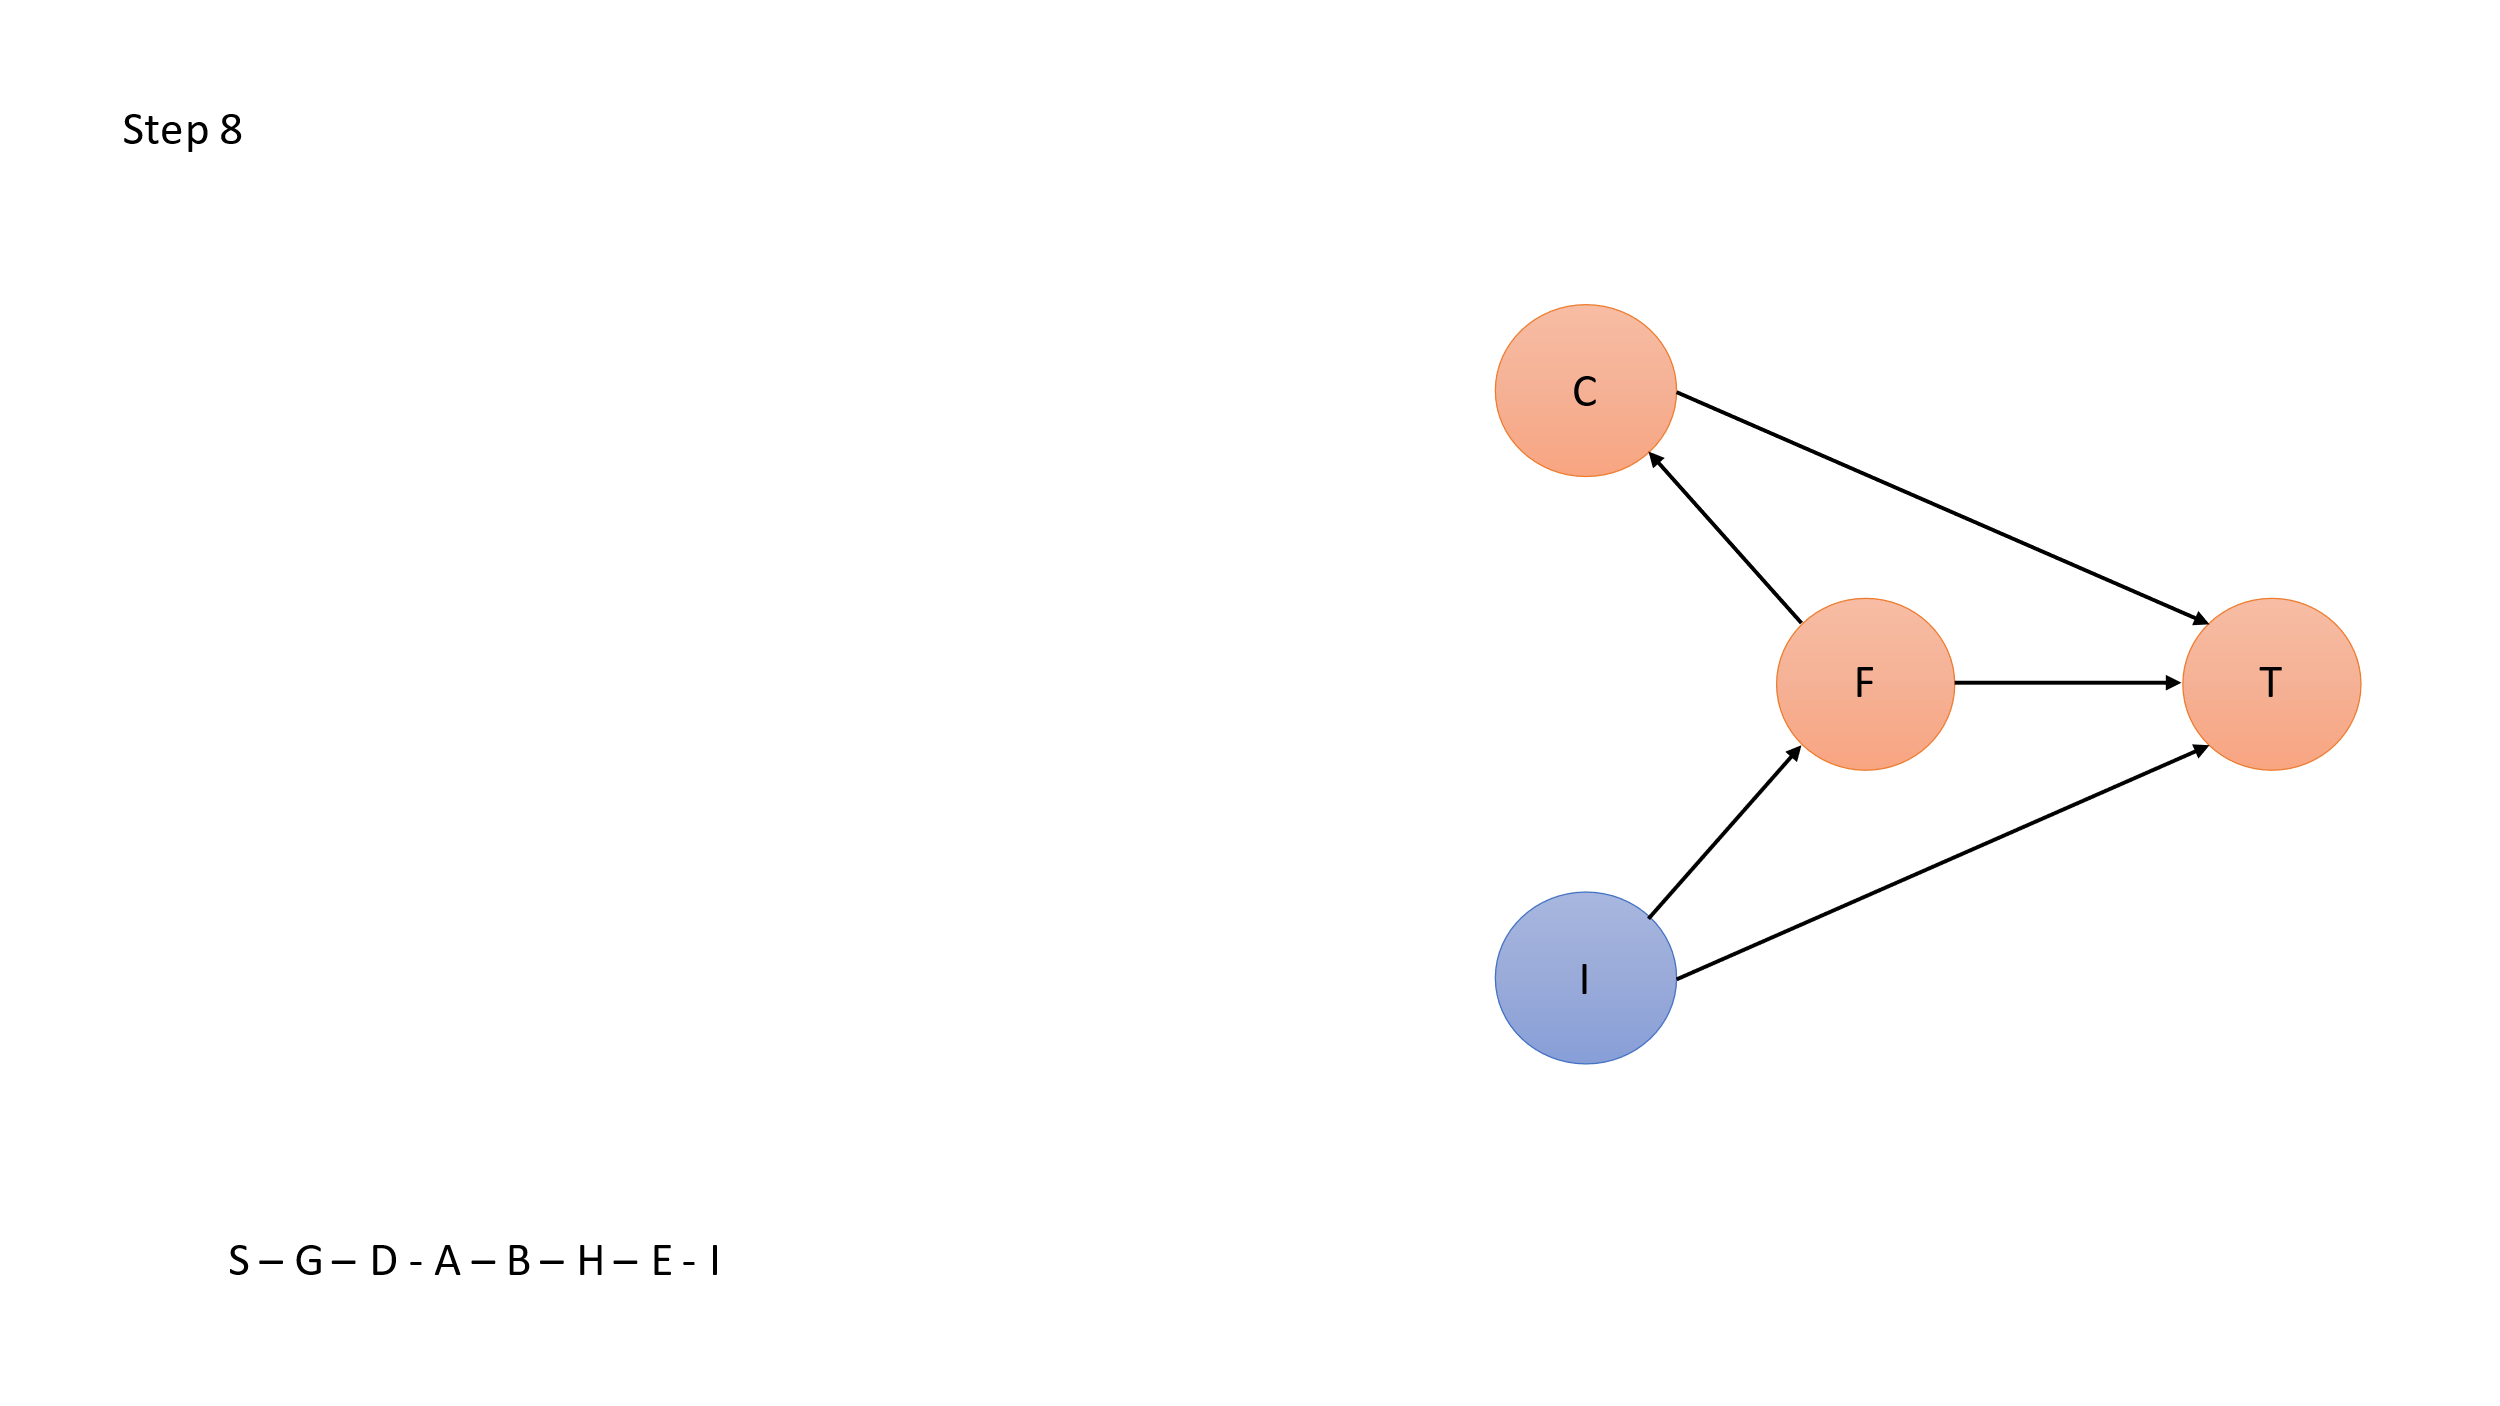 Step 8
C
F
T
I
S – G – D - A – B – H – E - I